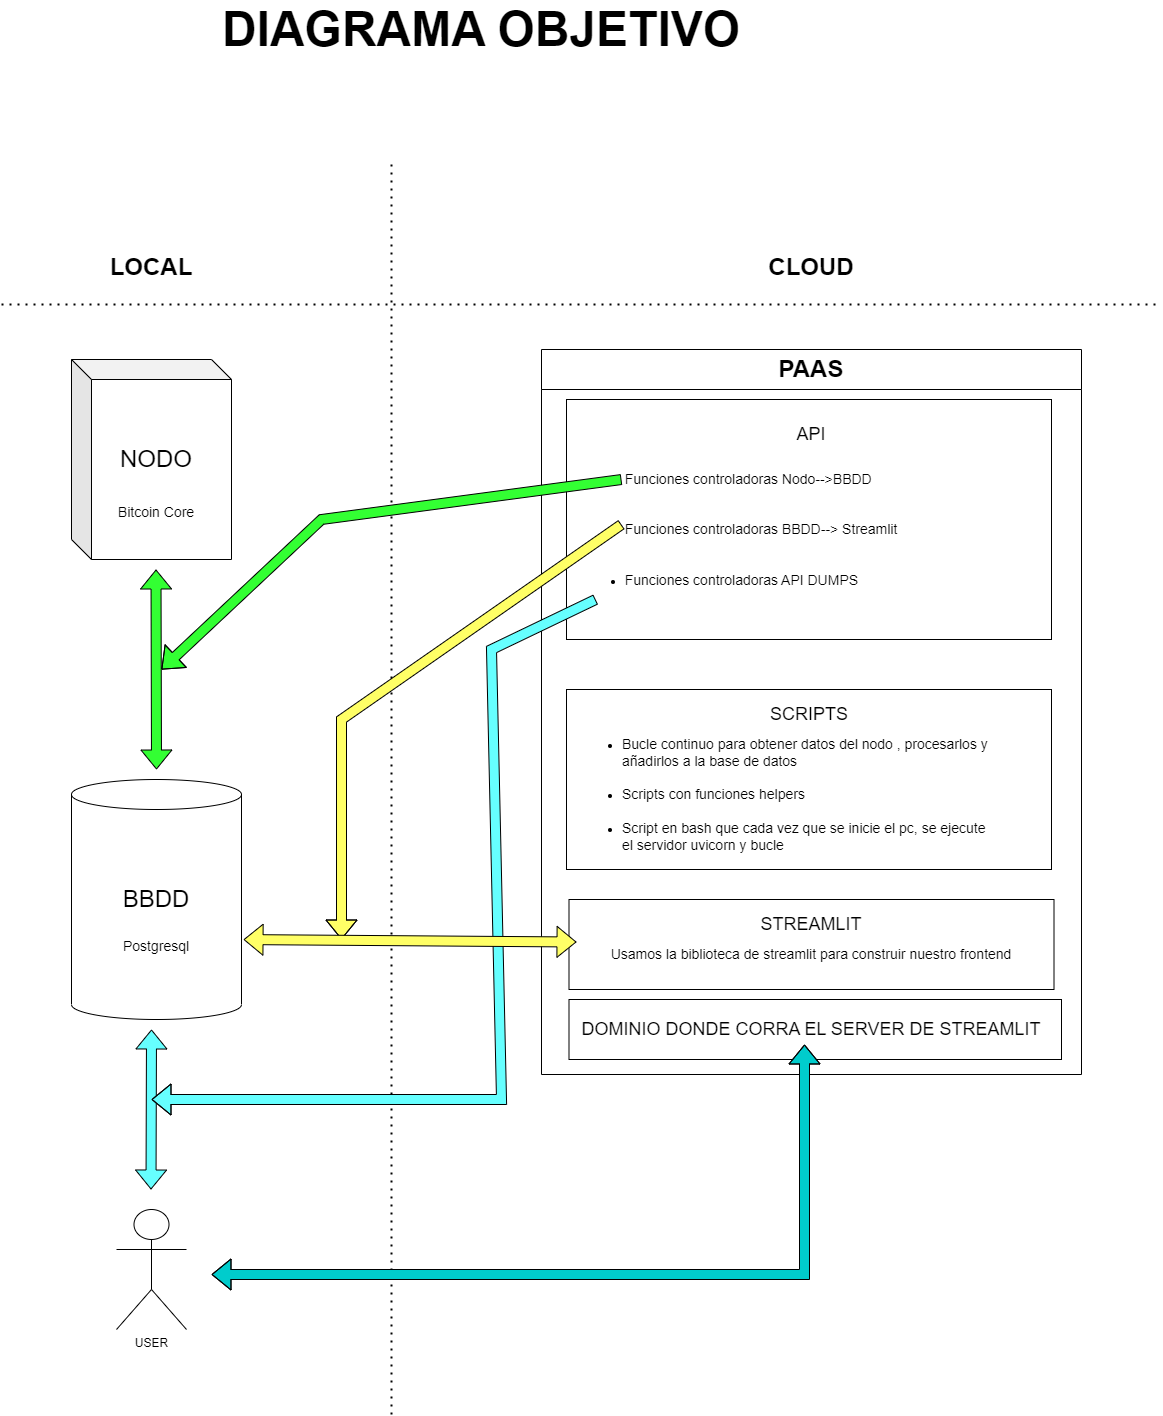 DIAGRAMA OBJETIVO
LOCAL
CLOUD
NODO
Bitcoin Core
BBDD
Postgresql
USER
PAAS
API
Funciones controladoras Nodo-->BBDD
Funciones controladoras BBDD--> Streamlit
• Funciones controladoras API DUMPS
SCRIPTS
• Bucle continuo para obtener datos del nodo , procesarlos y
añadirlos a la base de datos
• Scripts con funciones helpers
• Script en bash que cada vez que se inicie el pc, se ejecute
el servidor uvicorn y bucle
STREAMLIT
Usamos la biblioteca de streamlit para construir nuestro frontend
DOMINIO DONDE CORRA EL SERVER DE STREAMLIT